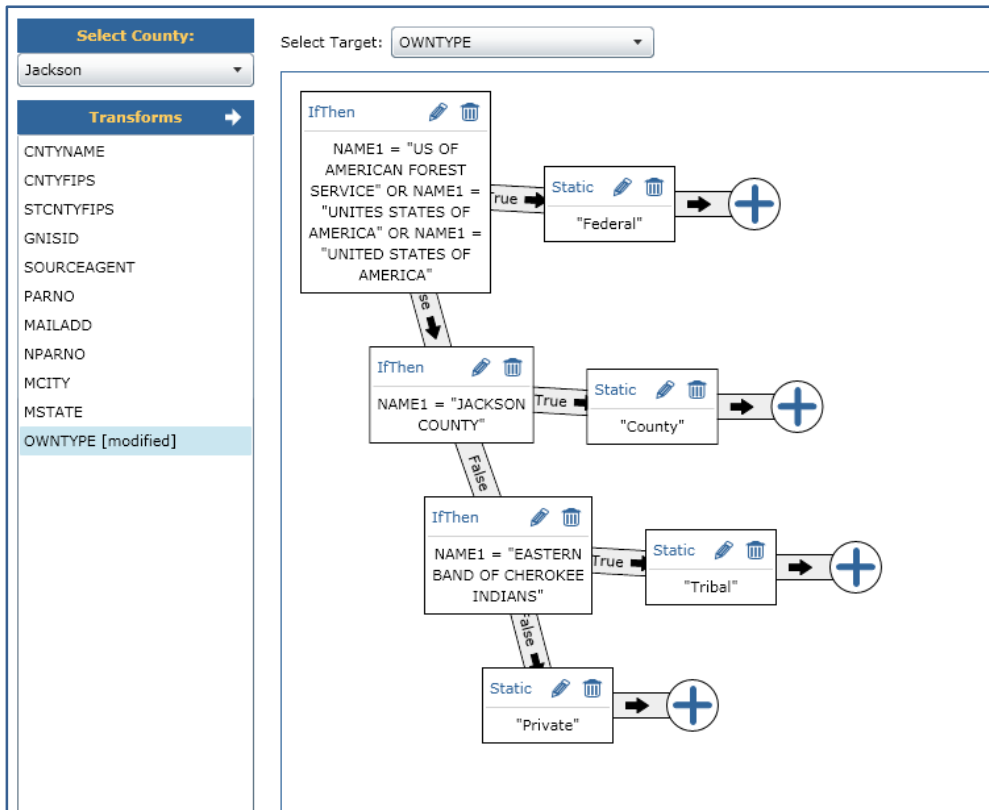 Select County:
Jackson
Transforms
CNTYNAME
CNTYFIPS
STCNTYFIPS
GNISID
SOURCEAGENT
PARNO
MAILADD
NPARNO
MCITY
MSTATE
OWNTYPE [modified]
Select Target: OWNTYPE
IfThen
NAME1 = "US OF
AMERICAN FOREST
SERVICE" OR NAME1 =
"UNITES STATES OF
AMERICA" OR NAME1 =
"UNITED STATES OF
AMERICA"
True
Static
"Federal"
False
IfThen
NAME1 = "JACKSON
COUNTY"
True
Static
"County"
False
IfThen
NAME1 = "EASTERN
BAND OF CHEROKEE
INDIANS"
True
Static
"Tribal"
False
Static
"Private"